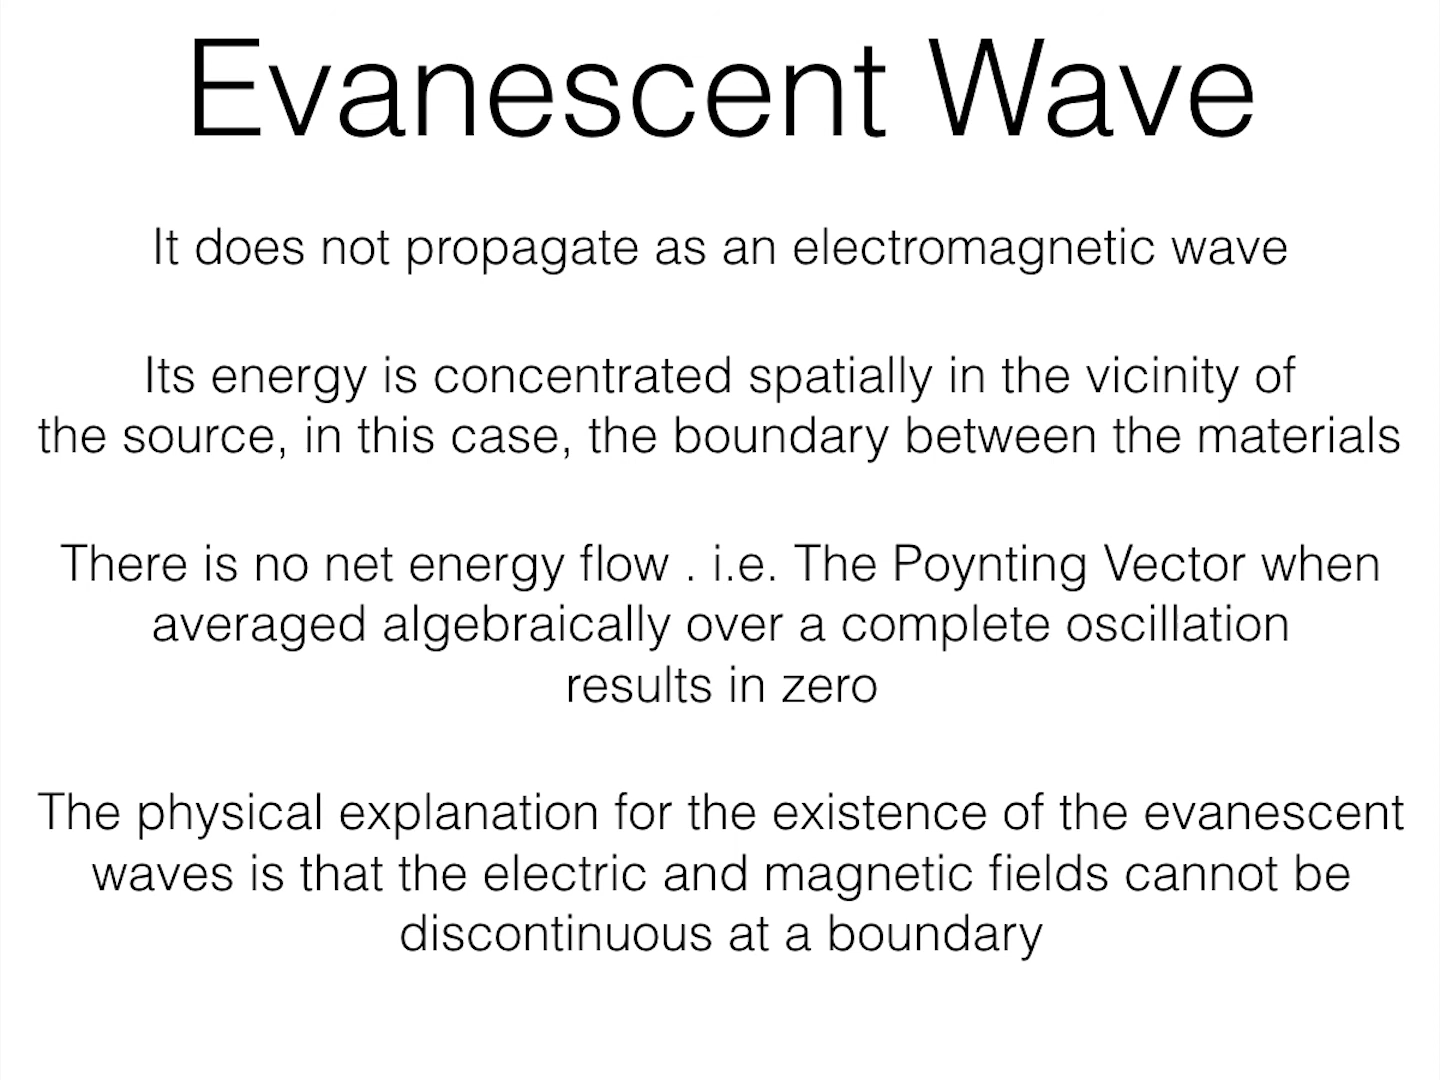 Evanescent Wave
It does not propagate as an electromagnetic wave
Its energy is concentrated spatially in the vicinity of
the source, in this case, the boundary between the materials
There is no net energy flow . i.e. The Poynting Vector when
averaged algebraically over a complete oscillation
results in zero
The physical explanation for the existence of the evanescent
waves is that the electric and magnetic fields cannot be
discontinuous at a boundary